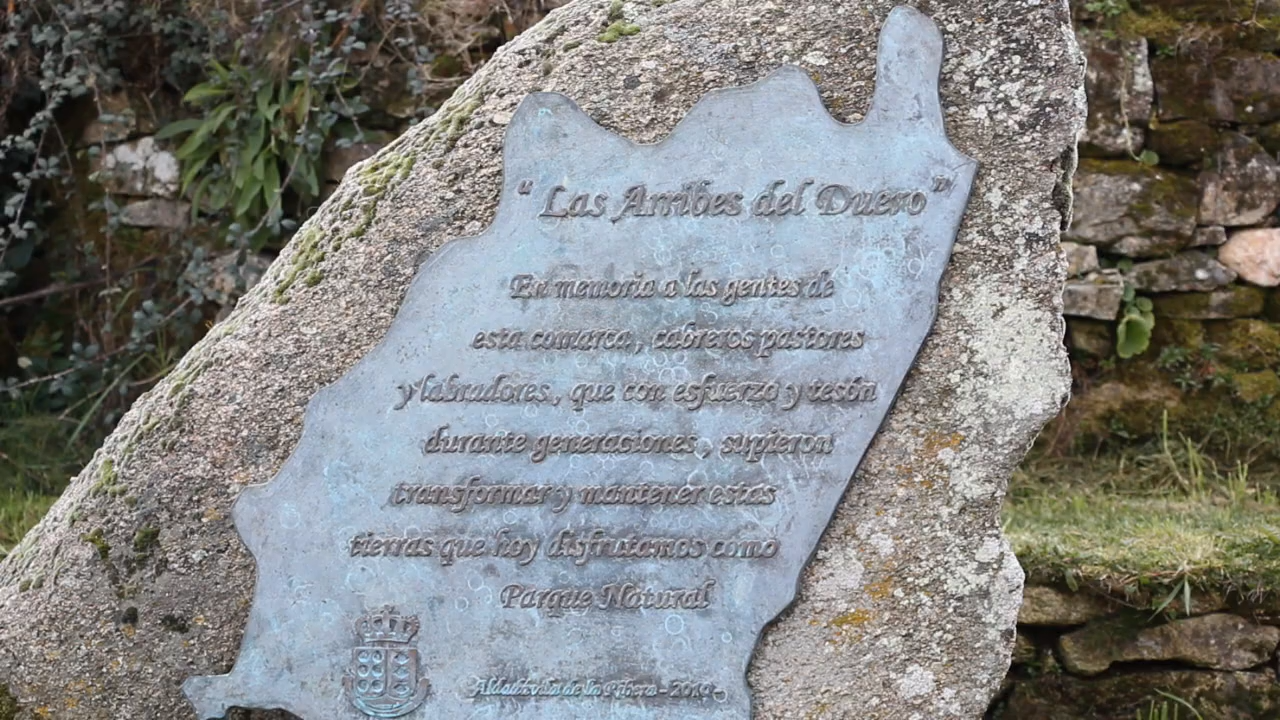 “ Las Arribes del Duero”
En memoria a las gentes de
esta comarca , cabreros pastores
y labradores , que con esfuerzo y tesón
durante generaciones , supieron
transformar y mantener estas
tierras que hoy disfrutamos como
Parque Natural
Aldeadávila de la Ribera - 2019